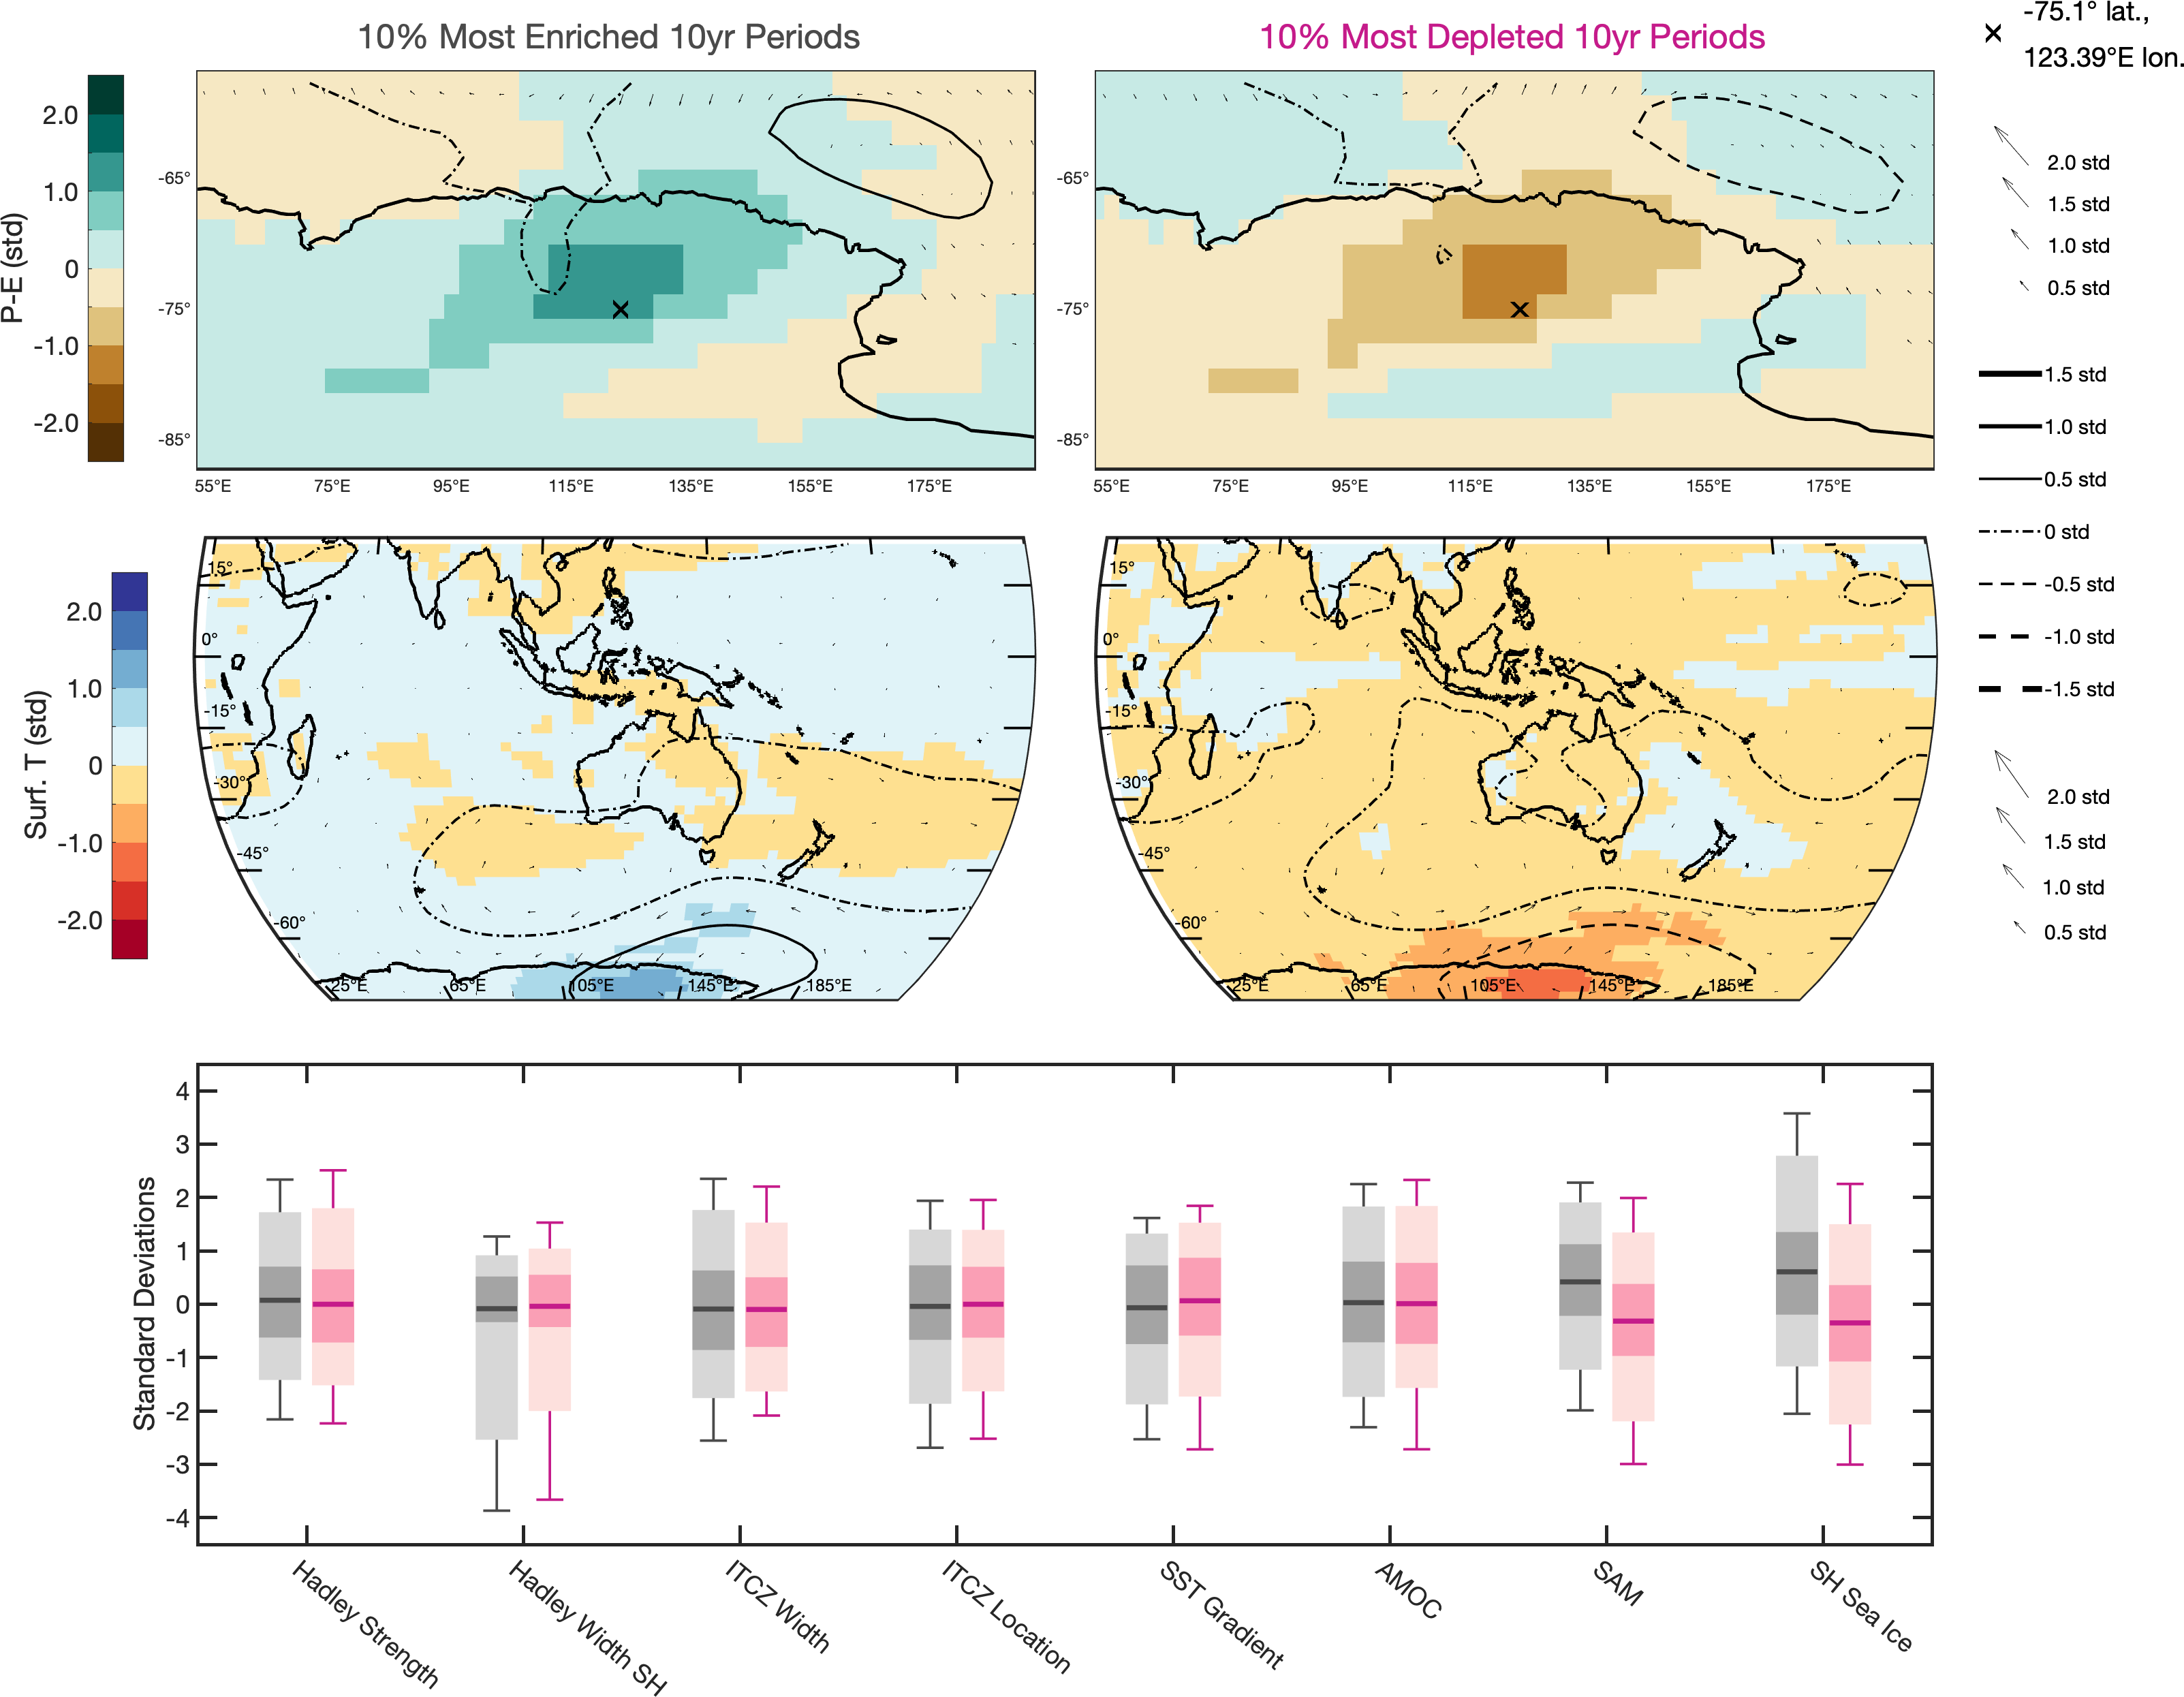 10% Most Enriched 10yr Periods
10% Most Depleted 10yr Periods
-75.1° lat.,
123.39°E lon.
P-E (std)
2.0
1.0
0
-1.0
-2.0
-65°
-75°
-85°
55°E
75°E
95°E
115°E
135°E
155°E
175°E
-65°
-75°
-85°
55°E
75°E
95°E
115°E
135°E
155°E
175°E
2.0 std
1.5 std
1.0 std
0.5 std
1.5 std
1.0 std
0.5 std
0 std
-0.5 std
-1.0 std
-1.5 std
Surf. T (std)
2.0
1.0
0
-1.0
-2.0
15°
0°
-15°
-30°
-45°
-60°
25°E
65°E
105°E
145°E
185°E
15°
0°
-15°
-30°
-45°
-60°
25°E
65°E
105°E
145°E
185°E
2.0 std
1.5 std
1.0 std
0.5 std
Standard Deviations
4
3
2
1
0
-1
-2
-3
-4
Hadley Strength
Hadley Width SH
ITCZ Width
ITCZ Location
SST Gradient
AMOC
SAM
SH Sea Ice